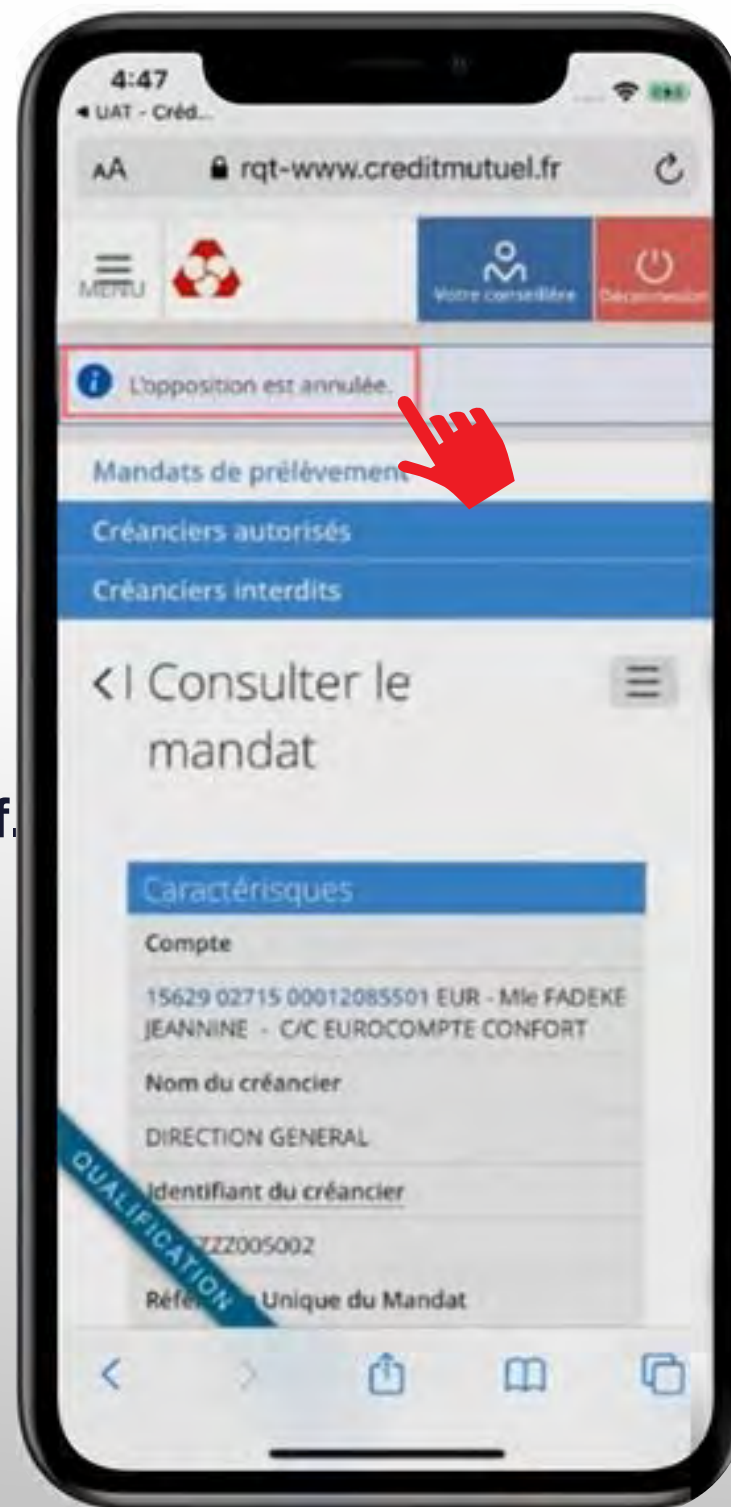 4:47
◀ UAT - Créd...
AA rqt-www.creditmutuel.fr
MENU
Votre conseillère
Déconnexion
L'opposition est annulée.
Mandats de prélèvement
Créanciers autorisés
Créanciers interdits
< I Consulter le
mandat
f.
Caractérisques
Compte
15629 02715 00012085501 EUR - Mle FADEKE
JEANNINE - C/C EUROCOMPTE CONFORT
Nom du créancier
DIRECTION GENERAL
Identifiant du créancier
ZZZ005002
Unique du Mandat
QUALIFICATION